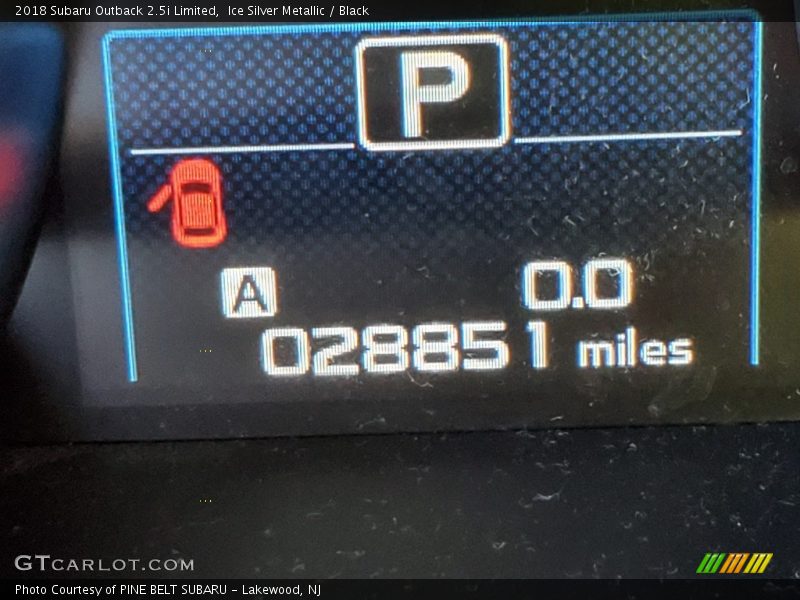 2018 Subaru Outback 2.5i Limited,  Ice Silver Metallic / Black
P
A 0.0
028851 miles
GTCARLOT.COM
Photo Courtesy of PINE BELT SUBARU - Lakewood, NJ